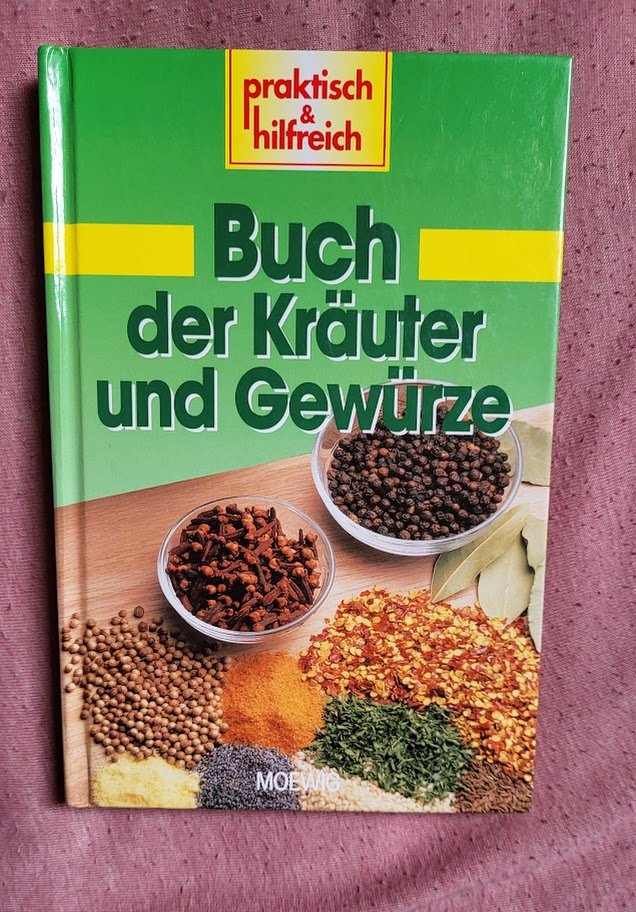 praktisch
&
hilfreich
Buch
der Kräuter
und Gewürze
MOEWIG